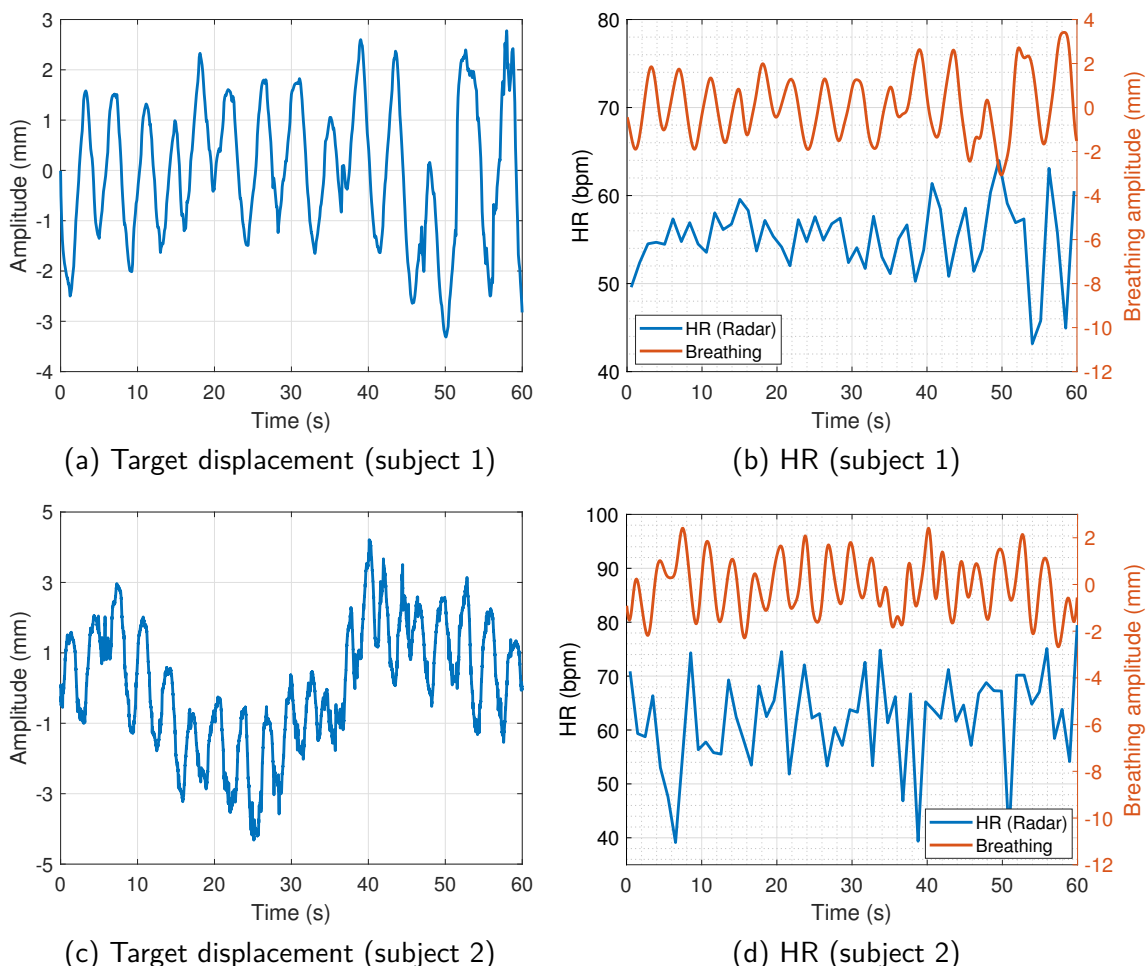 3
2
1
0
-1
-2
-3
-4
Amplitude (mm)
0 10 20 30 40 50 60
Time (s)
(a) Target displacement (subject 1)
80
70
60
50
40
HR (bpm)
4
2
0
-2
-4
-6
-8
-10
-12
Breathing amplitude (mm)
HR (Radar)
Breathing
0 10 20 30 40 50 60
Time (s)
(b) HR (subject 1)
5
3
1
-1
-3
-5
Amplitude (mm)
0 10 20 30 40 50 60
Time (s)
(c) Target displacement (subject 2)
100
90
80
70
60
50
40
HR (bpm)
2
0
-2
-4
-6
-8
-10
-12
Breathing amplitude (mm)
HR (Radar)
Breathing
0 10 20 30 40 50 60
Time (s)
(d) HR (subject 2)